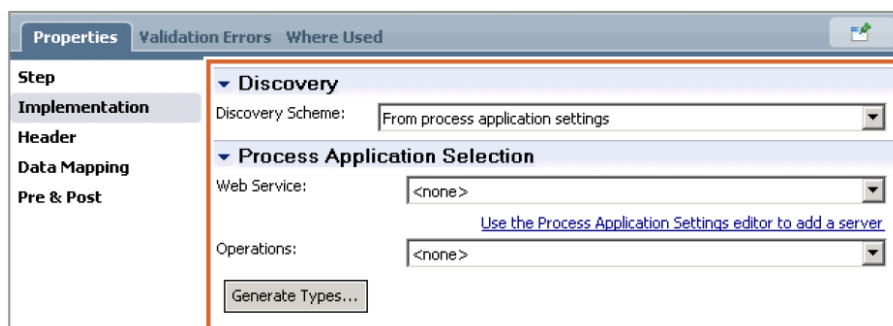 Properties Validation Errors Where Used
Step
Implementation
Header
Data Mapping
Pre & Post
Discovery
Discovery Scheme: From process application settings
Process Application Selection
Web Service: <none>
Use the Process Application Settings editor to add a server
Operations: <none>
Generate Types...